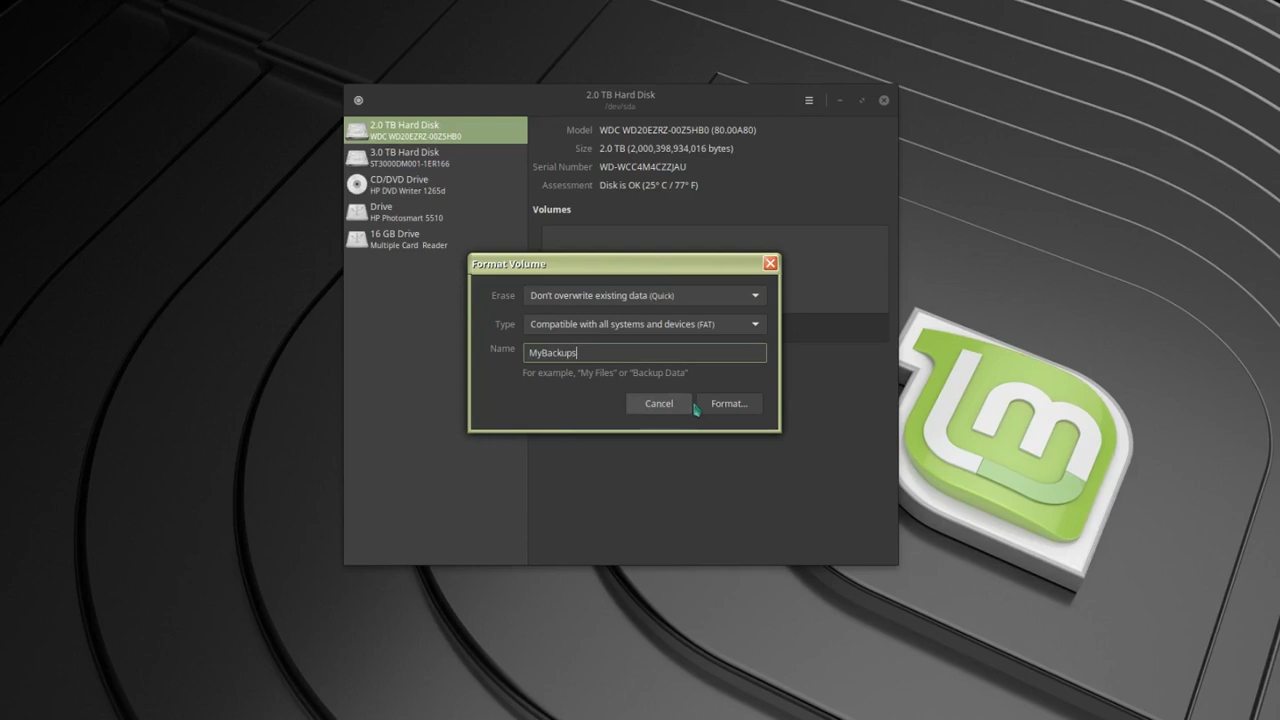 2.0 TB Hard Disk
/dev/sda
2.0 TB Hard Disk
WDC WD20EZRZ-00Z5HB0
3.0 TB Hard Disk
ST3000DM001-1ER166
CD/DVD Drive
HP DVD Writer 1265d
Drive
HP Photosmart 5510
16 GB Drive
Multiple Card Reader
Model WDC WD20EZRZ-00Z5HB0 (80.00A80)
Size 2.0 TB (2,000,398,934,016 bytes)
Serial Number WD-WCC4M4CZZJAU
Assessment Disk is OK (25° C / 77° F)
Volumes
Format Volume
Erase Don't overwrite existing data (Quick)
Type Compatible with all systems and devices (FAT)
Name MyBackups
For example, “My Files” or “Backup Data”
Cancel Format...
lm